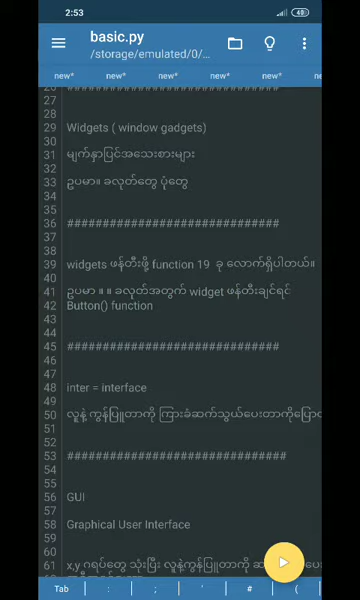 2:53
49
basic.py
/storage/emulated/0/...
new*
new*
new*
new*
new*
26 ##############################
27
28
29 Widgets ( window gadgets)
30
31 မျက်နှာပြင်အသေးစားများ
32
33 ဥပမာ။ ခလုတ်တွေ ပုံတွေ
34
35
36 ##############################
37
38
39 widgets ဖန်တီးဖို့ function 19 ခု လောက်ရှိပါတယ်။
40
41 ဥပမာ ။ ။ ခလုတ်အတွက် widget ဖန်တီးချင်ရင်
42 Button() function
43
44
45 ##############################
46
47
48 inter = interface
49
50 လူနဲ့ ကွန်ပြူတာကို ကြားခံဆက်သွယ်ပေးတာကိုပြော
51
52
53 ###############################
54
55
56 GUI
57
58 Graphical User Interface
59
60
61 x,y ဂရပ်တွေ သုံးပြီး လူနဲ့ကွန်ပြူတာကို
Tab : ; ' # (